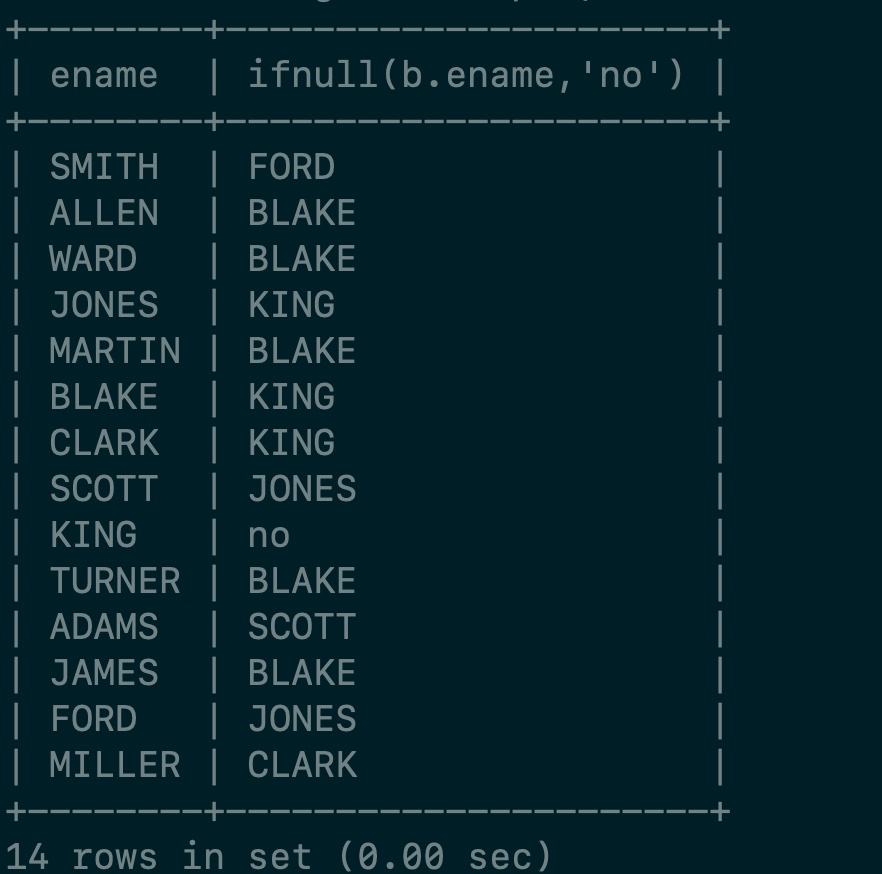 +--------+----------------------+
| ename  | ifnull(b.ename,'no') |
+--------+----------------------+
| SMITH  | FORD                 |
| ALLEN  | BLAKE                |
| WARD   | BLAKE                |
| JONES  | KING                 |
| MARTIN | BLAKE                |
| BLAKE  | KING                 |
| CLARK  | KING                 |
| SCOTT  | JONES                |
| KING   | no                   |
| TURNER | BLAKE                |
| ADAMS  | SCOTT                |
| JAMES  | BLAKE                |
| FORD   | JONES                |
| MILLER | CLARK                |
+--------+----------------------+
14 rows in set (0.00 sec)